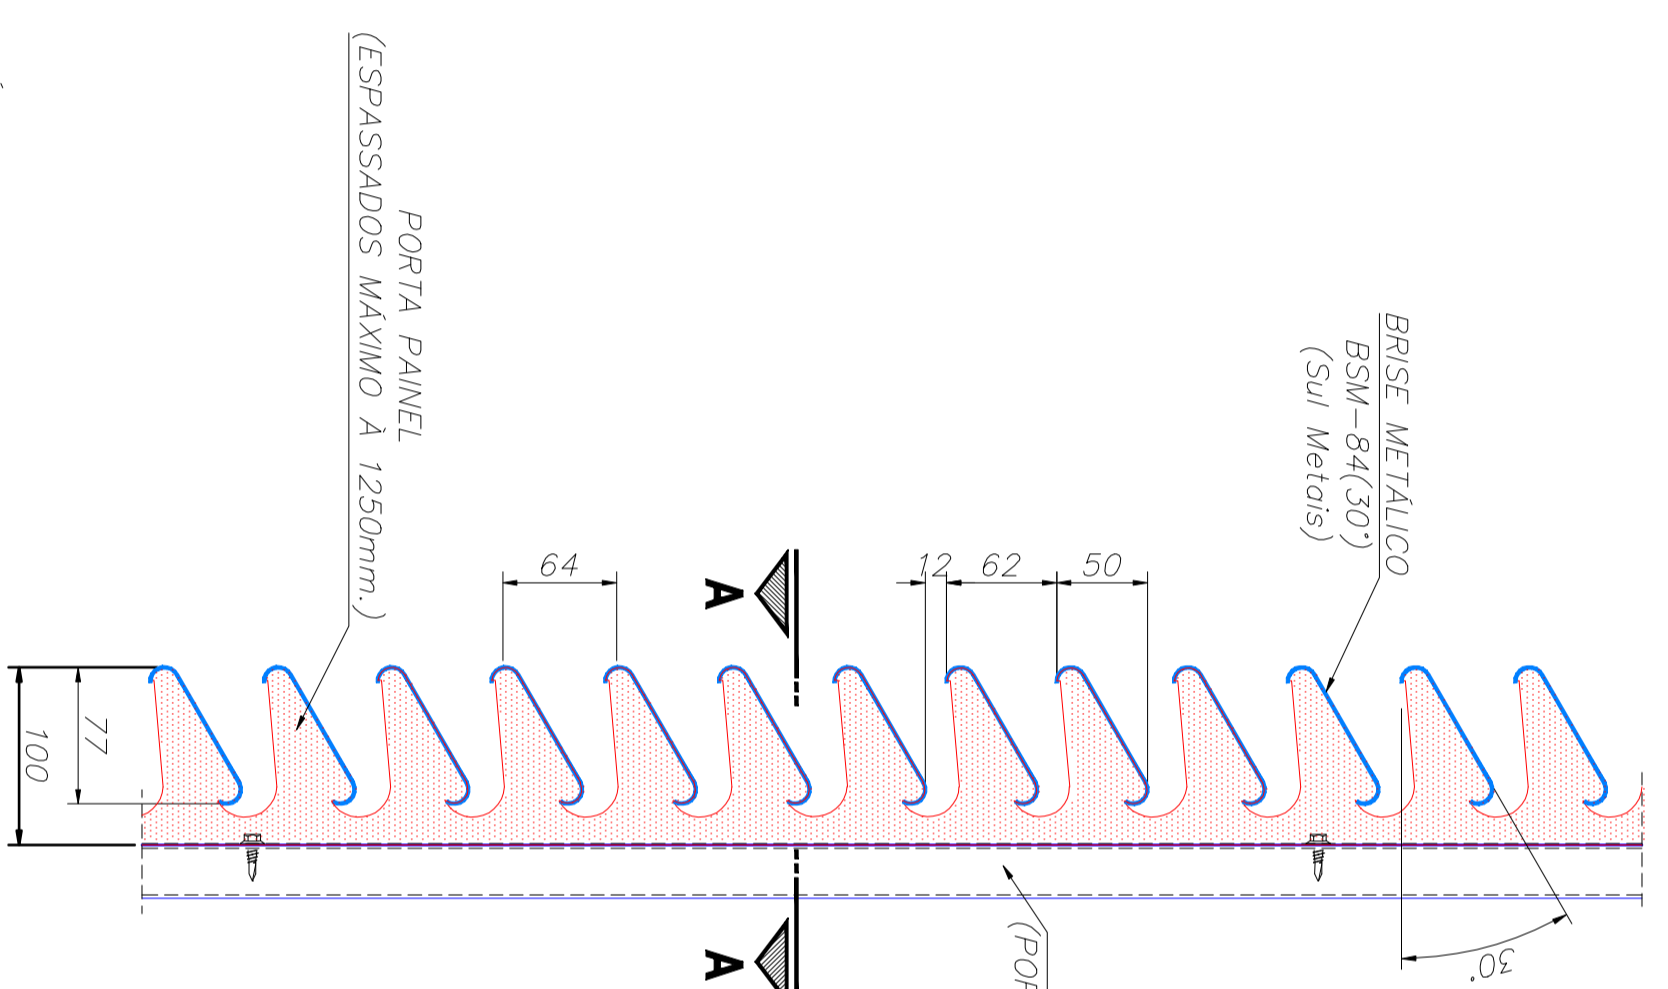 BRISE METÁLICO
BSM-84(30°)
(Sul Metais)
PORTA PAINEL
(ESPASSADOS MÁXIMO À 1250mm.)
64
12
62
50
A
A
77
100
30°
(POR